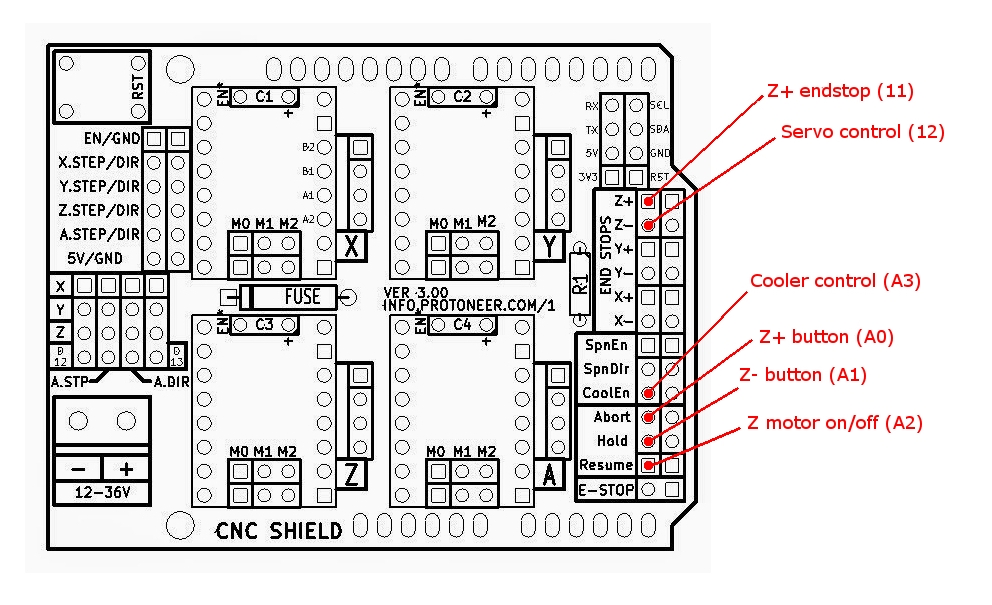 RST
EN/GND
X.STEP/DIR
Y.STEP/DIR
Z.STEP/DIR
A.STEP/DIR
5V/GND
X
Y
Z
D 12
D 13
A.STP
A.DIR
- +
12-36V
EN*
C1
+
B2
B1
A1
A2
M0 M1 M2
X
EN*
C2
+
M0 M1 M2
Y
FUSE
VER 3.00
INFO.PROTONEER.COM/1
R1
EN*
C3
+
M0 M1 M2
Z
EN*
C4
+
M0 M1 M2
A
CNC SHIELD
RX SCL
TX SDA
5V GND
3V3 RST
END STOPS
Z+
Z-
Y+
Y-
X+
X-
SpnEn
SpnDIr
CoolEn
Abort
Hold
Resume
E-STOP
Z+ endstop (11)
Servo control (12)
Cooler control (A3)
Z+ button (A0)
Z- button (A1)
Z motor on/off (A2)